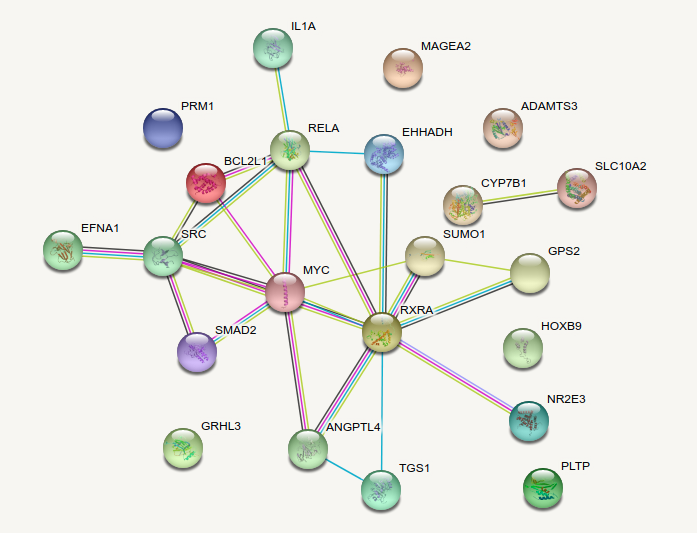 IL1A
MAGEA2
PRM1
ADAMTS3
RELA
EHHADH
BCL2L1
SLC10A2
CYP7B1
EFNA1
SRC
SUMO1
GPS2
MYC
RXRA
SMAD2
HOXB9
NR2E3
GRHL3
ANGPTL4
TGS1
PLTP